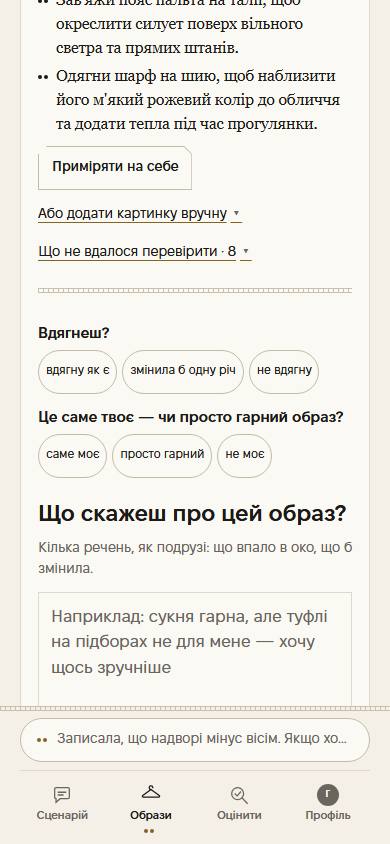 Зав'яжи пояс пальта на талії, щоб
окреслити силует поверх вільного
светра та прямих штанів.
Одягни шарф на шию, щоб наблизити
його м'який рожевий колір до обличчя
та додати тепла під час прогулянки.
Приміряти на себе
Або додати картинку вручну
Що не вдалося перевірити · 8
Вдягнеш?
вдягну як є
змінила б одну річ
не вдягну
Це саме твоє — чи просто гарний образ?
саме моє
просто гарний
не моє
Що скажеш про цей образ?
Кілька речень, як подрузі: що впало в око, що б
змінила.
Наприклад: сукня гарна, але туфлі
на підборах не для мене — хочу
щось зручніше
Записала, що надворі мінус вісім. Якщо хо...
Г
Сценарій
Образи
Оцінити
Профіль